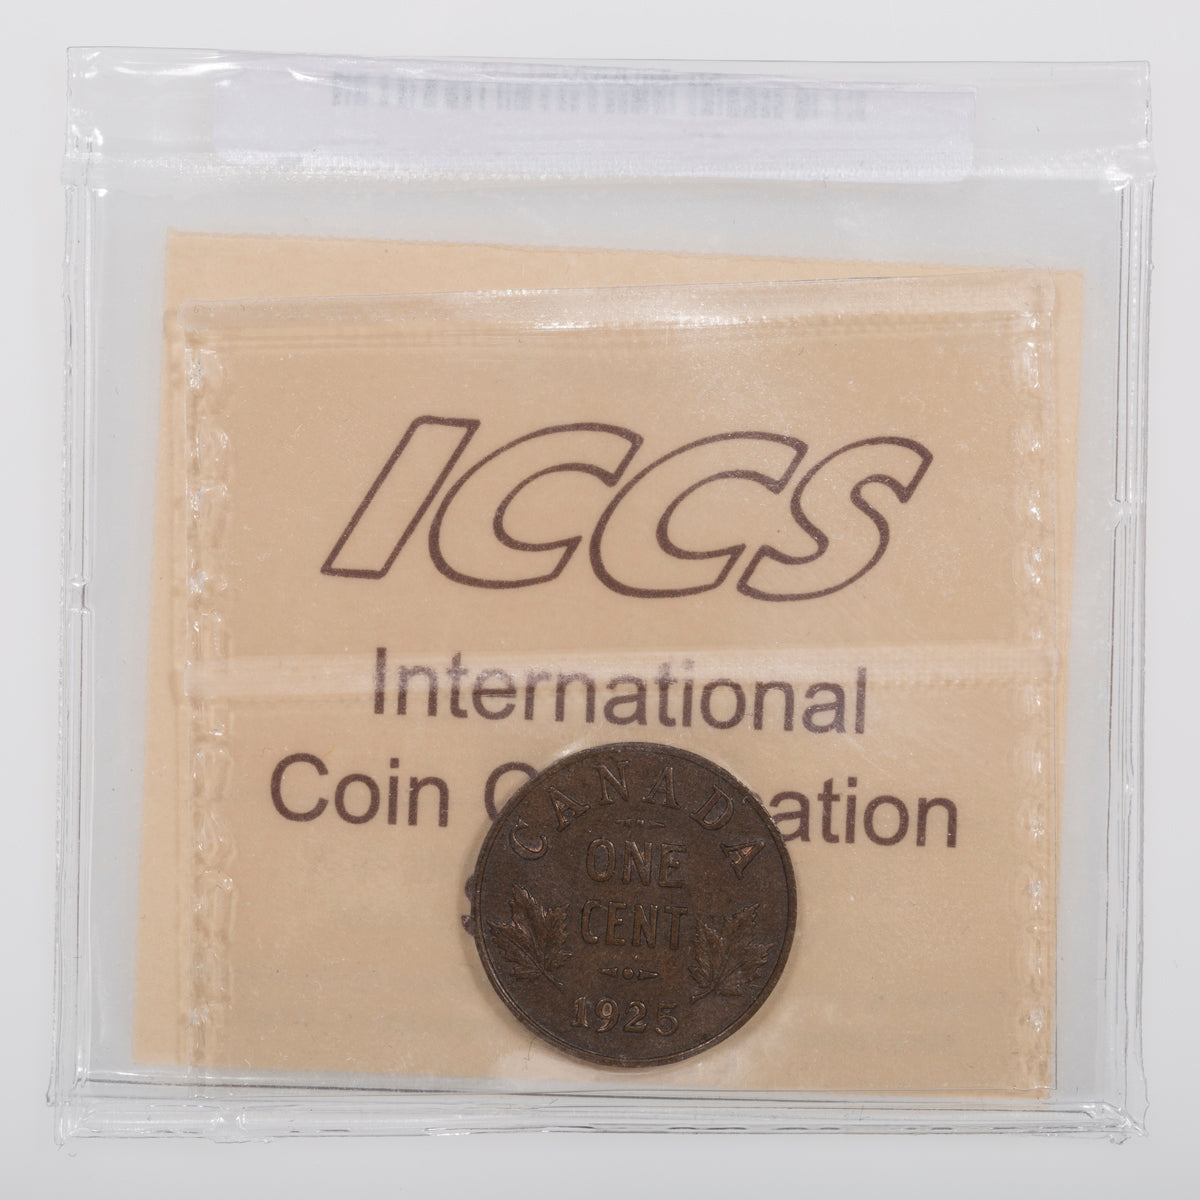 ICCS
International
Coin C ation
CANADA
ONE
CENT
1925